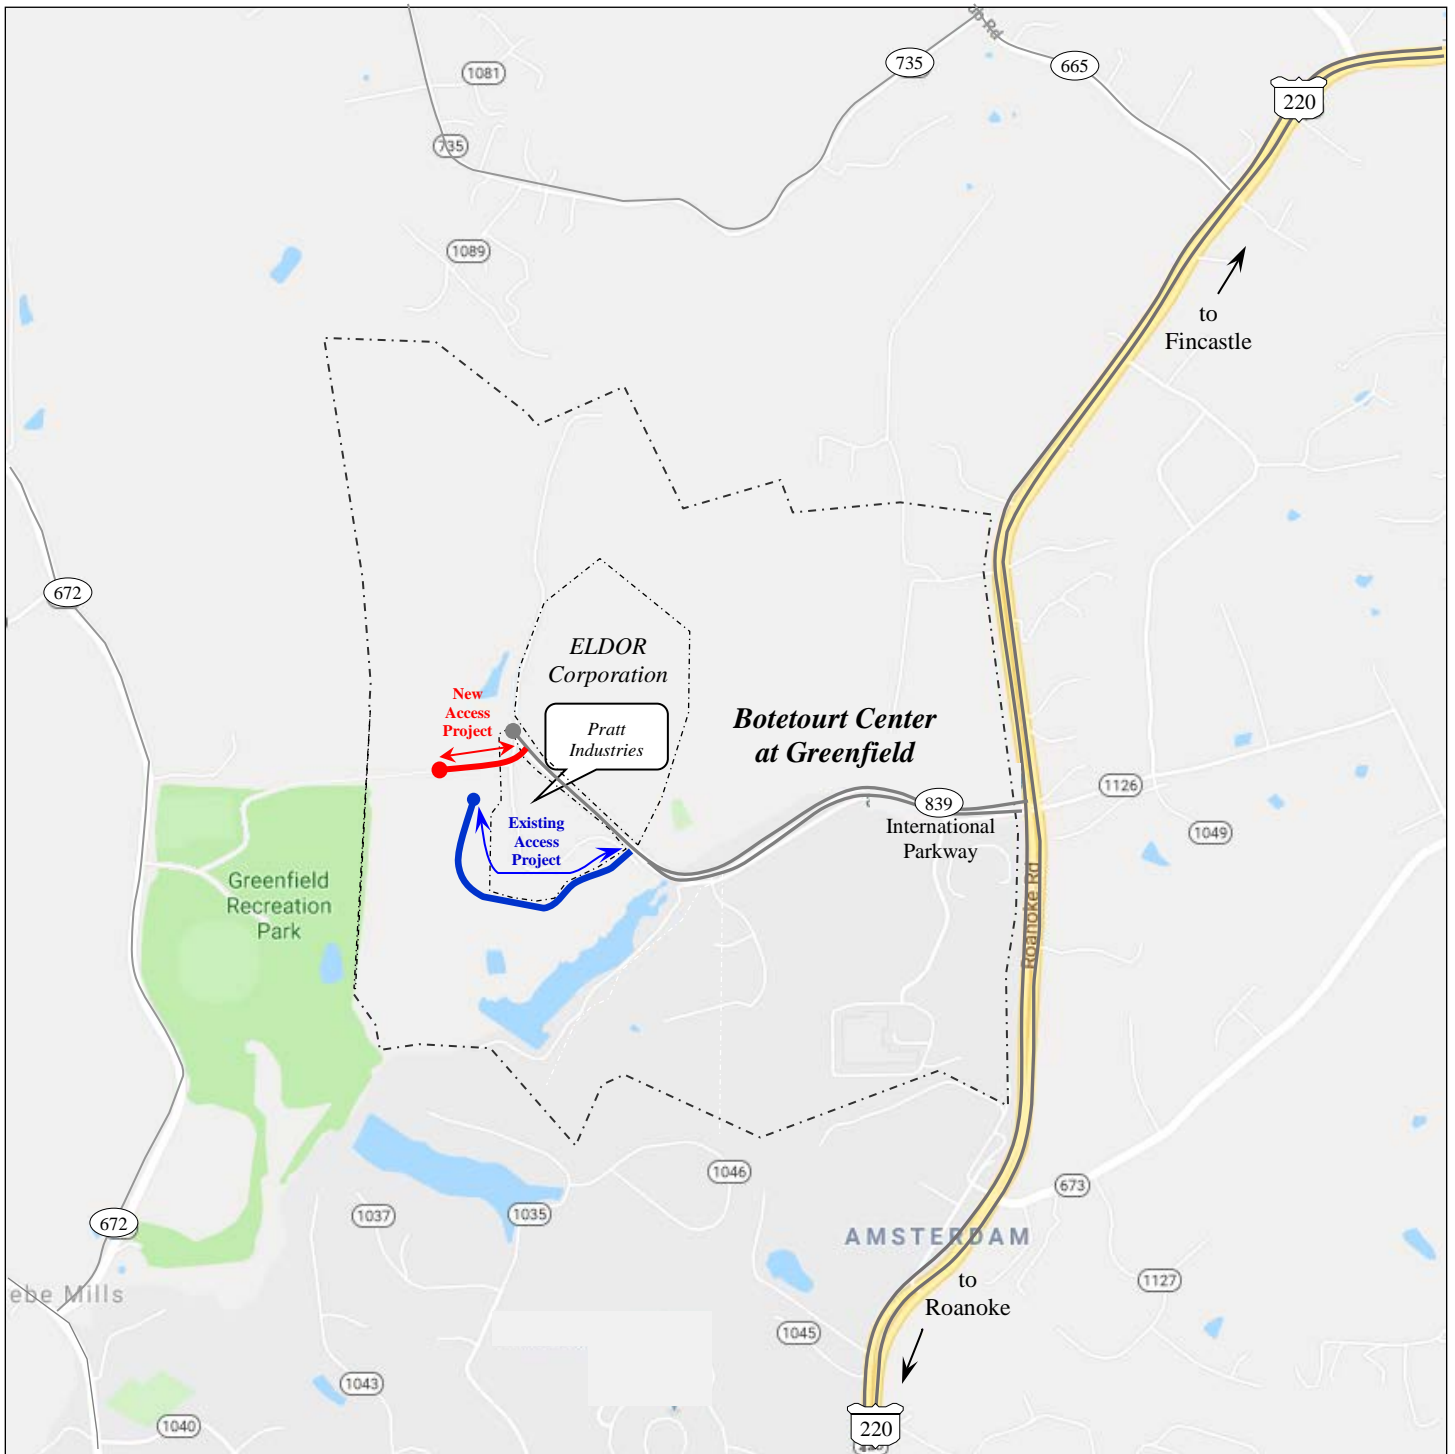 735
665
1081
220
735
1089
to
Fincastle
672
ELDOR
Corporation
New
Access
Project
Pratt
Industries
Botetourt Center
at Greenfield
1126
839
International
Parkway
1049
Existing
Access
Project
Greenfield
Recreation
Park
Roanoke Rd
1046
673
1037
1035
672
AMSTERDAM
1127
to
Roanoke
ebe Mills
1045
1043
1040
220